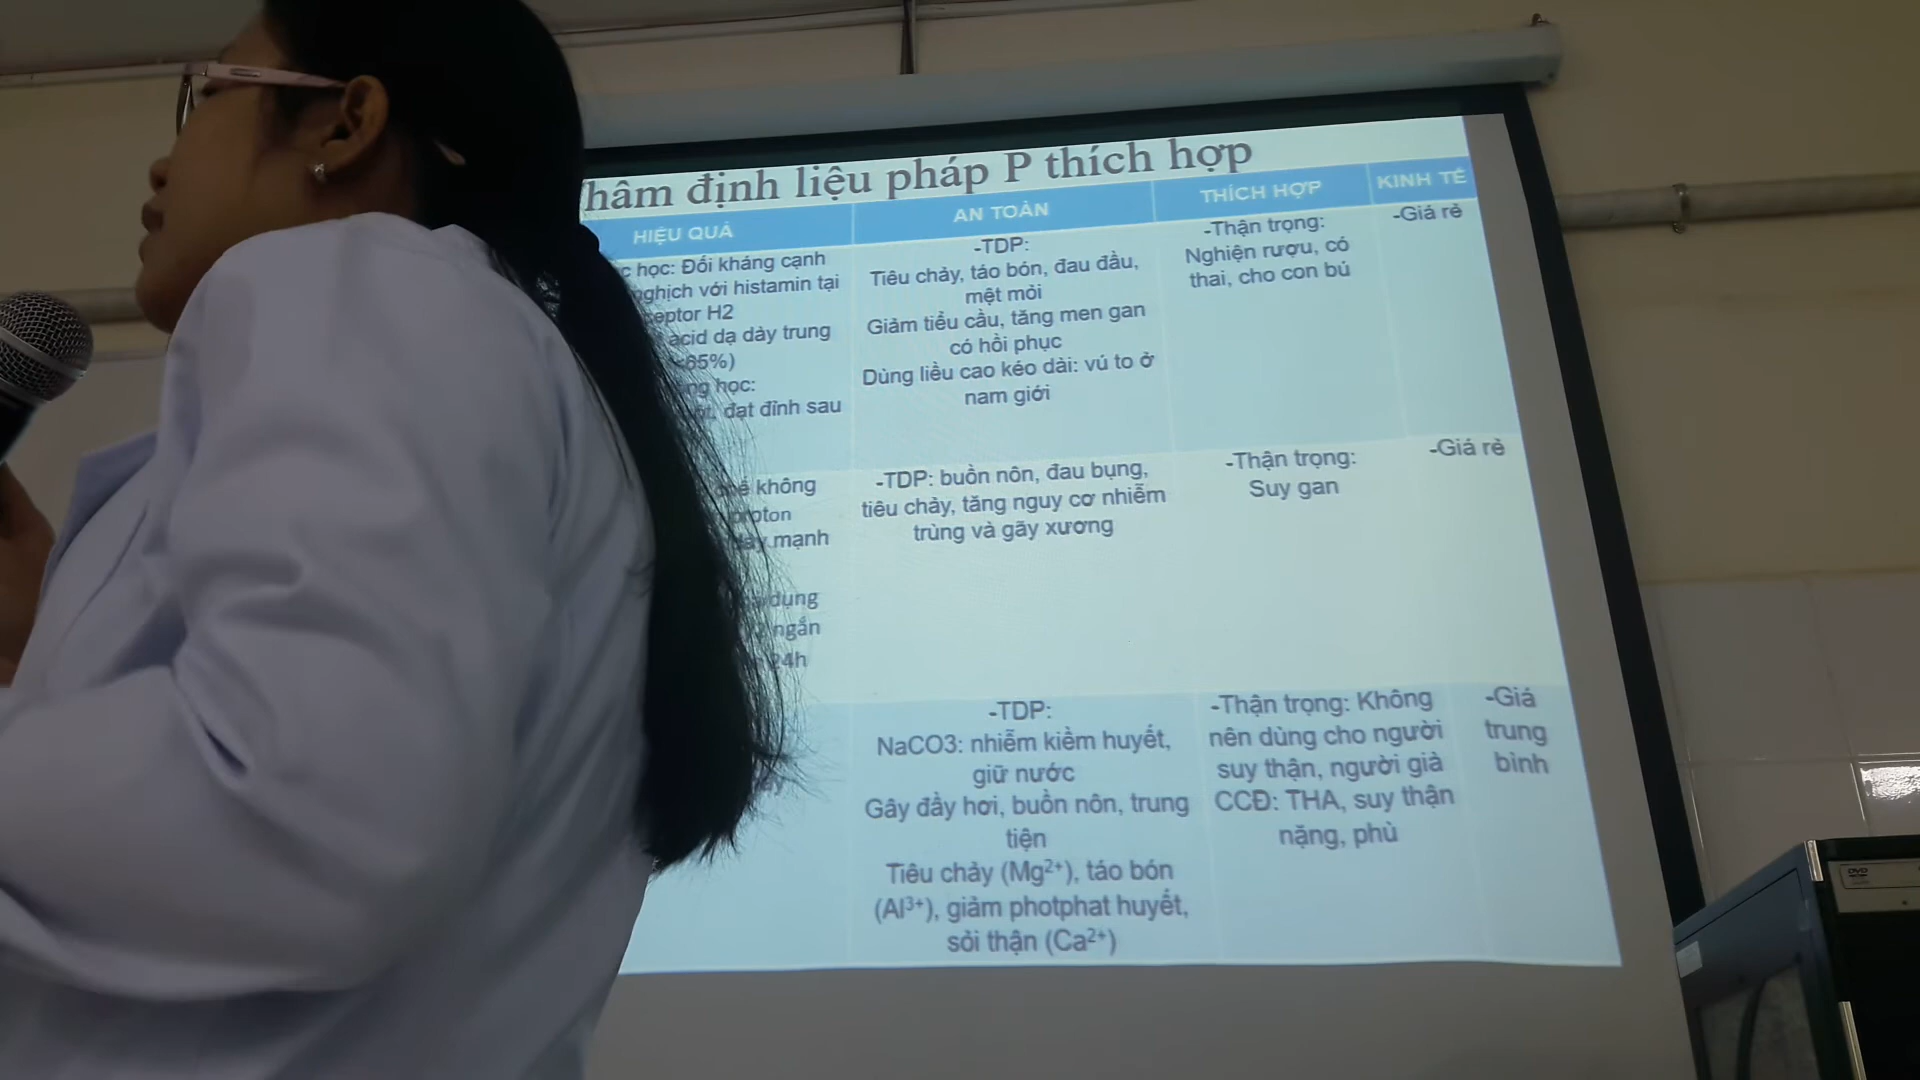 hẩm định liệu pháp P thích hợp
HIỆU QUẢ
AN TOÀN
THÍCH HỢP
KINH TẾ
học: Đối kháng cạnh
nghịch với histamin tại
H2
acid dạ dày trung
học:
đạt đỉnh sau
-TDP:
Tiêu chảy, táo bón, đau đầu,
mệt mỏi
Giảm tiểu cầu, tăng men gan
có hồi phục
Dùng liều cao kéo dài: vú to ở
nam giới
-Thận trọng:
Nghiện rượu, có
thai, cho con bú
-Giá rẻ
không
mạnh
dụng
ngắn
24h
-TDP: buồn nôn, đau bụng,
tiêu chảy, tăng nguy cơ nhiễm
trùng và gãy xương
-Thận trọng:
Suy gan
-Giá rẻ
-TDP:
NaCO3: nhiễm kiềm huyết,
giữ nước
Gây đầy hơi, buồn nôn, trung
tiện
Tiêu chảy (Mg²⁺), táo bón
(Al³⁺), giảm photphat huyết,
sỏi thận (Ca²⁺)
-Thận trọng: Không
nên dùng cho người
suy thận, người già
CCĐ: THA, suy thận
nặng, phù
-Giá
trung
bình
DVD